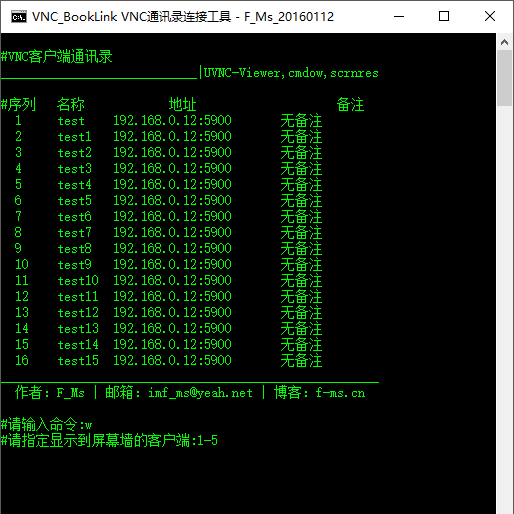 VNC_BookLink VNC通讯录连接工具 - F_Ms_20160112
#VNC客户端通讯录
____________________________|UVNC-Viewer,cmdow,scrnres
#序列 名称 地址 备注
1 test 192.168.0.12:5900 无备注
2 test1 192.168.0.12:5900 无备注
3 test2 192.168.0.12:5900 无备注
4 test3 192.168.0.12:5900 无备注
5 test4 192.168.0.12:5900 无备注
6 test5 192.168.0.12:5900 无备注
7 test6 192.168.0.12:5900 无备注
8 test7 192.168.0.12:5900 无备注
9 test8 192.168.0.12:5900 无备注
10 test9 192.168.0.12:5900 无备注
11 test10 192.168.0.12:5900 无备注
12 test11 192.168.0.12:5900 无备注
13 test12 192.168.0.12:5900 无备注
14 test13 192.168.0.12:5900 无备注
15 test14 192.168.0.12:5900 无备注
16 test15 192.168.0.12:5900 无备注
作者: F_Ms | 邮箱: imf_ms@yeah.net | 博客: f-ms.cn
#请输入命令:w
#请指定显示到屏幕墙的客户端:1-5